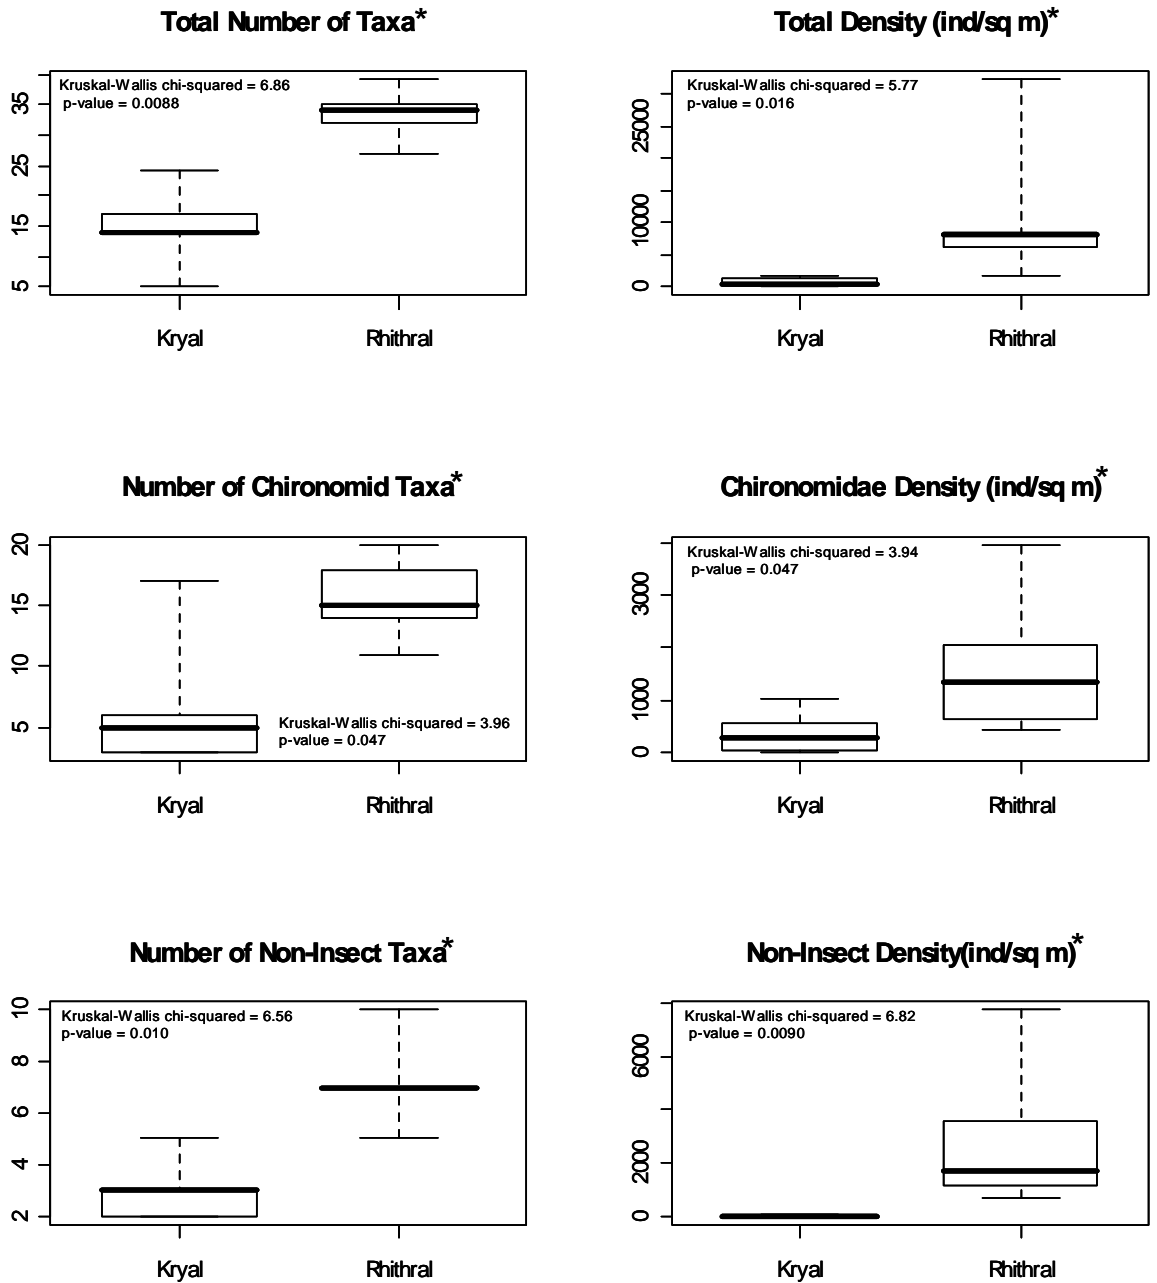 Total Number of Taxa*
Kruskal-Wallis chi-squared = 6.86
p-value = 0.0088
35
25
15
5
Kryal Rhithral
Total Density (ind/sq m)*
Kruskal-Wallis chi-squared = 5.77
p-value = 0.016
25000
10000
0
Kryal Rhithral
Number of Chironomid Taxa*
20
15
10
5
Kruskal-Wallis chi-squared = 3.96
p-value = 0.047
Kryal Rhithral
Chironomidae Density (ind/sq m)*
Kruskal-Wallis chi-squared = 3.94
p-value = 0.047
3000
1000
0
Kryal Rhithral
Number of Non-Insect Taxa*
Kruskal-Wallis chi-squared = 6.56
p-value = 0.010
10
8
6
4
2
Kryal Rhithral
Non-Insect Density(ind/sq m)*
Kruskal-Wallis chi-squared = 6.82
p-value = 0.0090
6000
2000
0
Kryal Rhithral